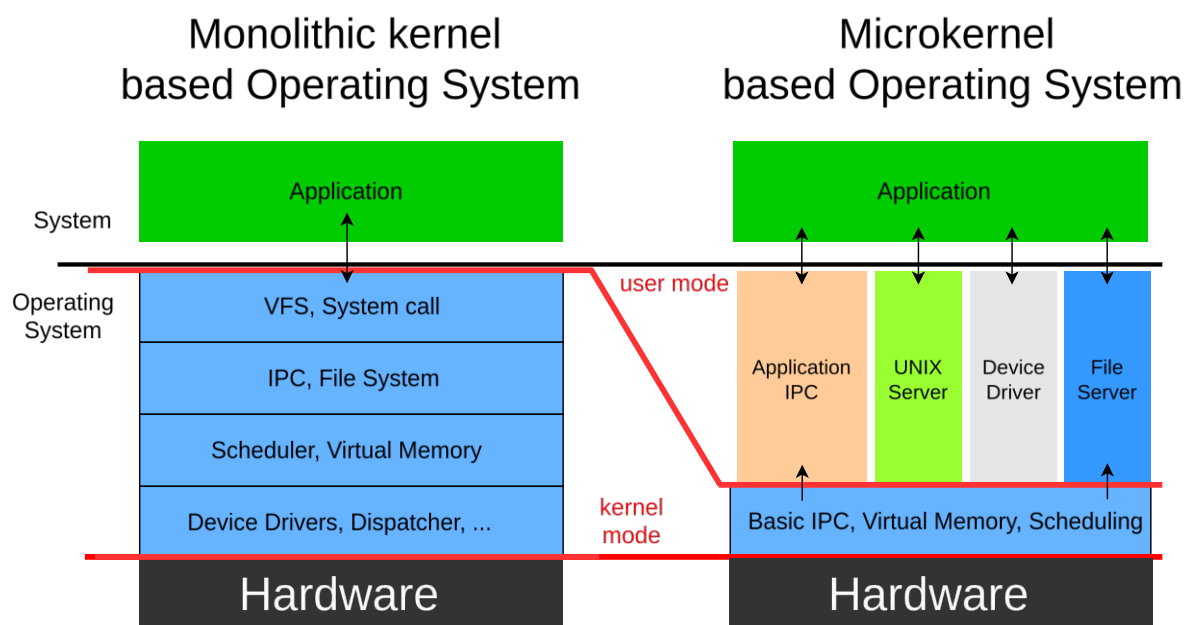 Monolithic kernel
based Operating System
Microkernel
based Operating System
System
Application
Application
Operating
System
user mode
VFS, System call
IPC, File System
Scheduler, Virtual Memory
Device Drivers, Dispatcher, ...
Application
IPC
UNIX
Server
Device
Driver
File
Server
kernel
mode
Basic IPC, Virtual Memory, Scheduling
Hardware
Hardware